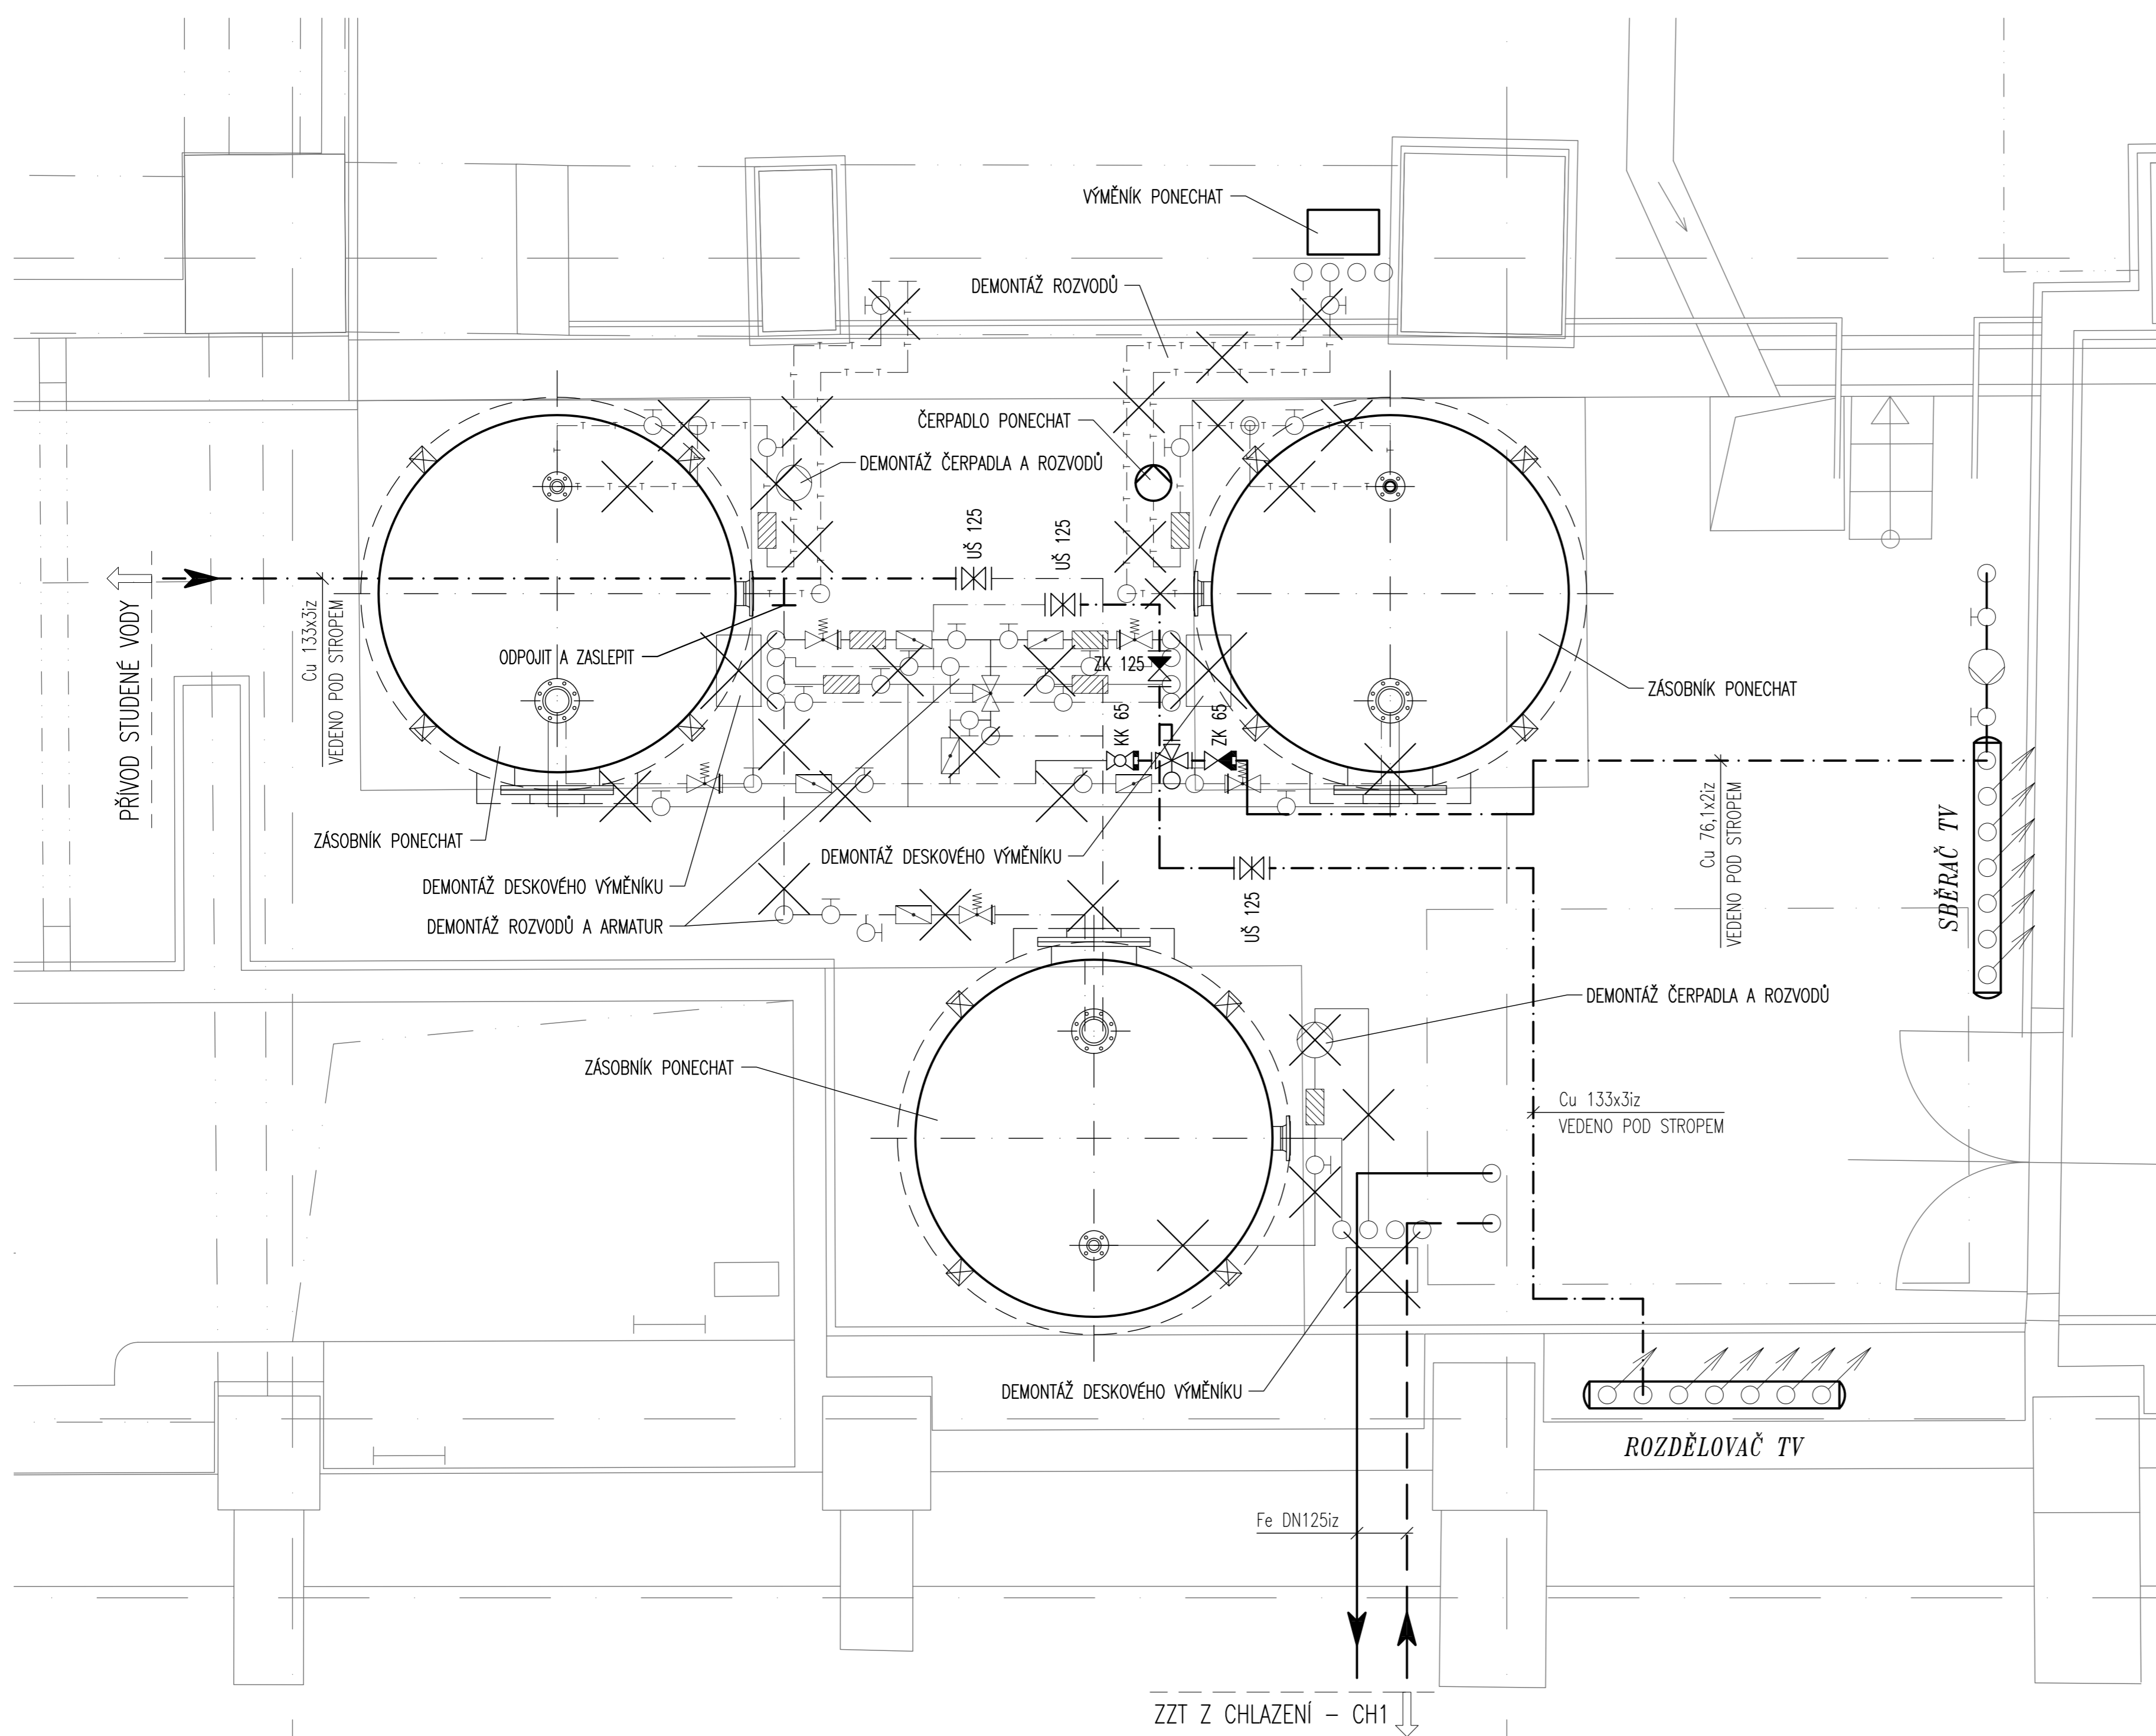 VÝMĚNÍK PONECHAT
DEMONTÁŽ ROZVODŮ
ČERPADLO PONECHAT
DEMONTÁŽ ČERPADLA A ROZVODŮ
UŠ 125
UŠ 125
PŘÍVOD STUDENÉ VODY
Cu 133x3iz
VEDENO POD STROPEM
ODPOJIT A ZASLEPIT
ZK 125
ZÁSOBNÍK PONECHAT
KK 65
ZK 65
Cu 76,1x2iz
VEDENO POD STROPEM
SBĚRAČ TV
ZÁSOBNÍK PONECHAT
DEMONTÁŽ DESKOVÉHO VÝMĚNÍKU
DEMONTÁŽ DESKOVÉHO VÝMĚNÍKU
DEMONTÁŽ ROZVODŮ A ARMATUR
UŠ 125
DEMONTÁŽ ČERPADLA A ROZVODŮ
ZÁSOBNÍK PONECHAT
Cu 133x3iz
VEDENO POD STROPEM
DEMONTÁŽ DESKOVÉHO VÝMĚNÍKU
ROZDĚLOVAČ TV
Fe DN125iz
ZZT Z CHLAZENÍ – CH1